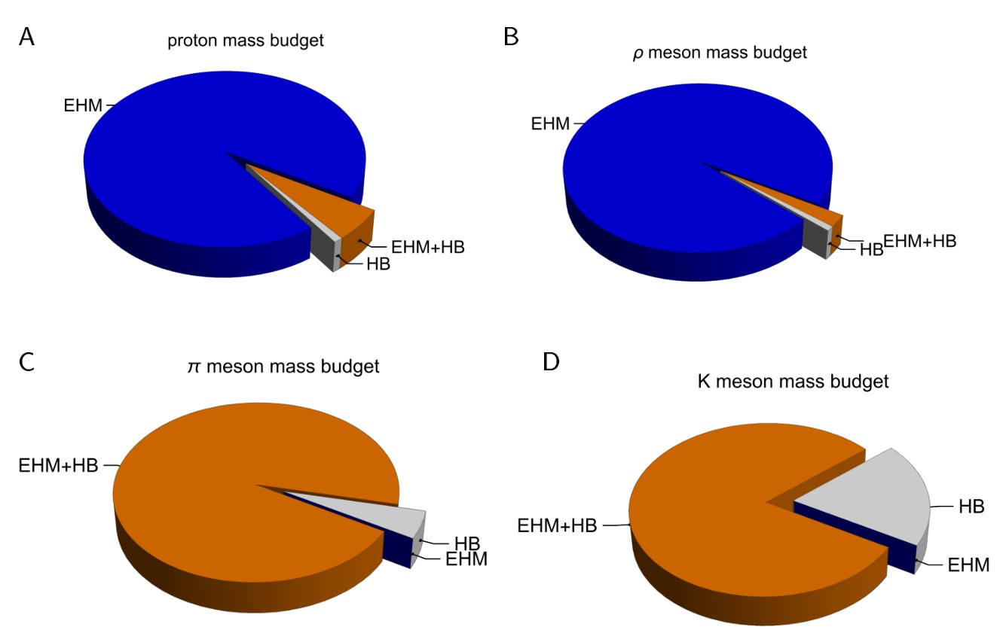 A
proton mass budget
EHM
EHM+HB
HB
B
ρ meson mass budget
EHM
EHM+HB
HB
C
π meson mass budget
EHM+HB
HB
EHM
D
K meson mass budget
EHM+HB
HB
EHM